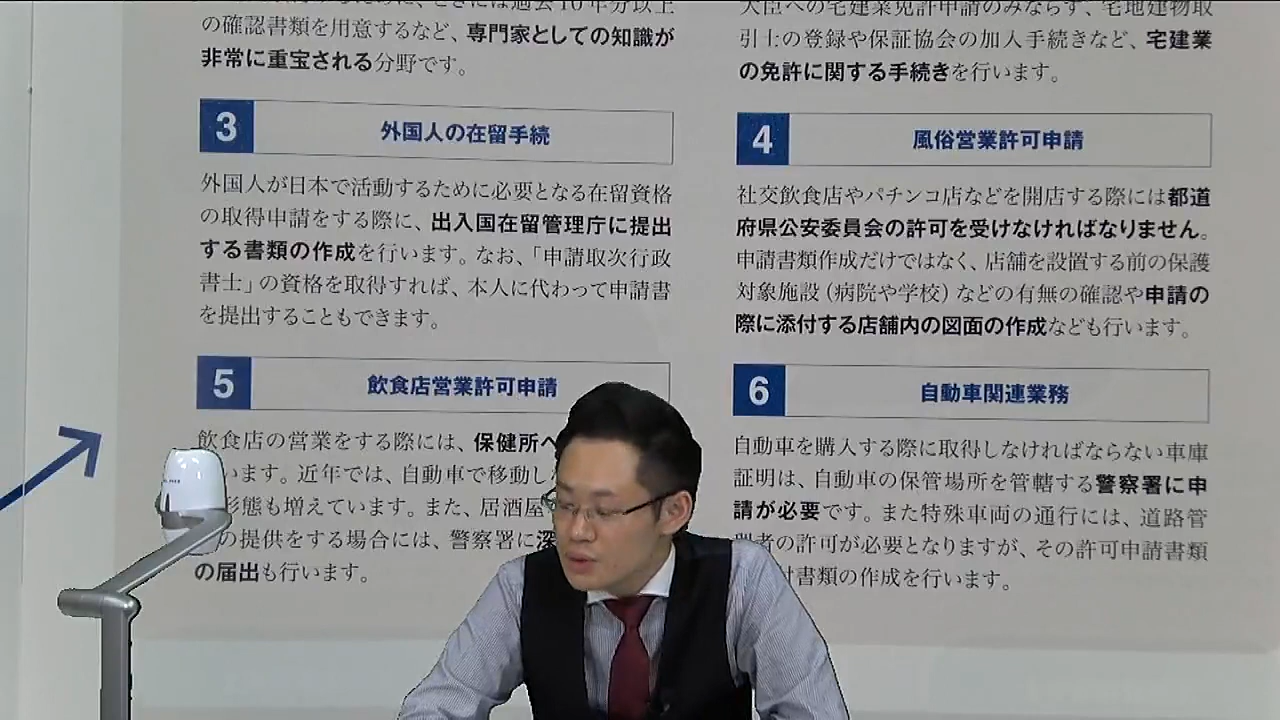 の確認書類を用意するなど、専門家としての知識が
非常に重宝される分野です。
大臣への宅建業免許申請のみならず、宅地建物取
引士の登録や保証協会の加入手続きなど、宅建業
の免許に関する手続きを行います。
3 外国人の在留手続
外国人が日本で活動するために必要となる在留資格
の取得申請をする際に、出入国在留管理庁に提出
する書類の作成を行います。なお、「申請取次行政
書士」の資格を取得すれば、本人に代わって申請書
を提出することもできます。
4 風俗営業許可申請
社交飲食店やパチンコ店などを開店する際には都道
府県公安委員会の許可を受けなければなりません。
申請書類作成だけではなく、店舗を設置する前の保護
対象施設（病院や学校）などの有無の確認や申請の
際に添付する店舗内の図面の作成なども行います。
5 飲食店営業許可申請
飲食店の営業をする際には、保健所へ
います。近年では、自動車で移動し
形態も増えています。また、居酒屋
の提供をする場合には、警察署に深
の届出も行います。
6 自動車関連業務
自動車を購入する際に取得しなければならない車庫
証明は、自動車の保管場所を管轄する警察署に申
請が必要です。また特殊車両の通行には、道路管
者の許可が必要となりますが、その許可申請書類
付書類の作成を行います。